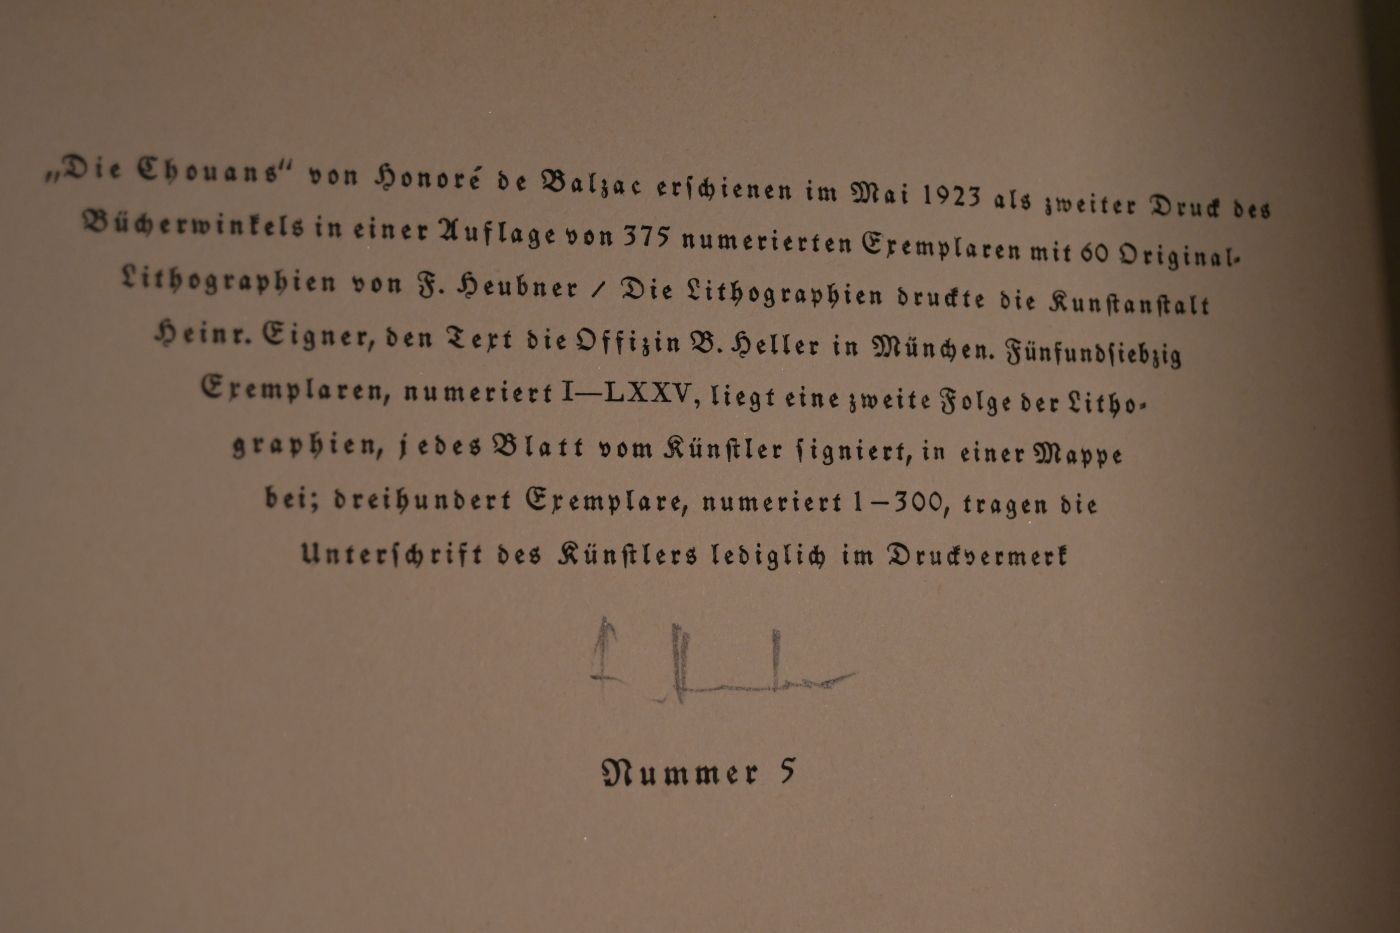 „Die Chouans“ von Honoré de Balzac erschienen im Mai 1923 als zweiter Druck des
Bücherwinkels in einer Auflage von 375 numerierten Exemplaren mit 60 Original-
Lithographien von F. Heubner / Die Lithographien druckte die Kunstanstalt
Heinr. Eigner, den Text die Offizin B. Heller in München. Fünfundsiebzig
Exemplaren, numeriert I—LXXV, liegt eine zweite Folge der Litho-
graphien, jedes Blatt vom Künstler signiert, in einer Mappe
bei; dreihundert Exemplare, numeriert 1–300, tragen die
Unterschrift des Künstlers lediglich im Druckvermerk
F. Heubner
Nummer 5